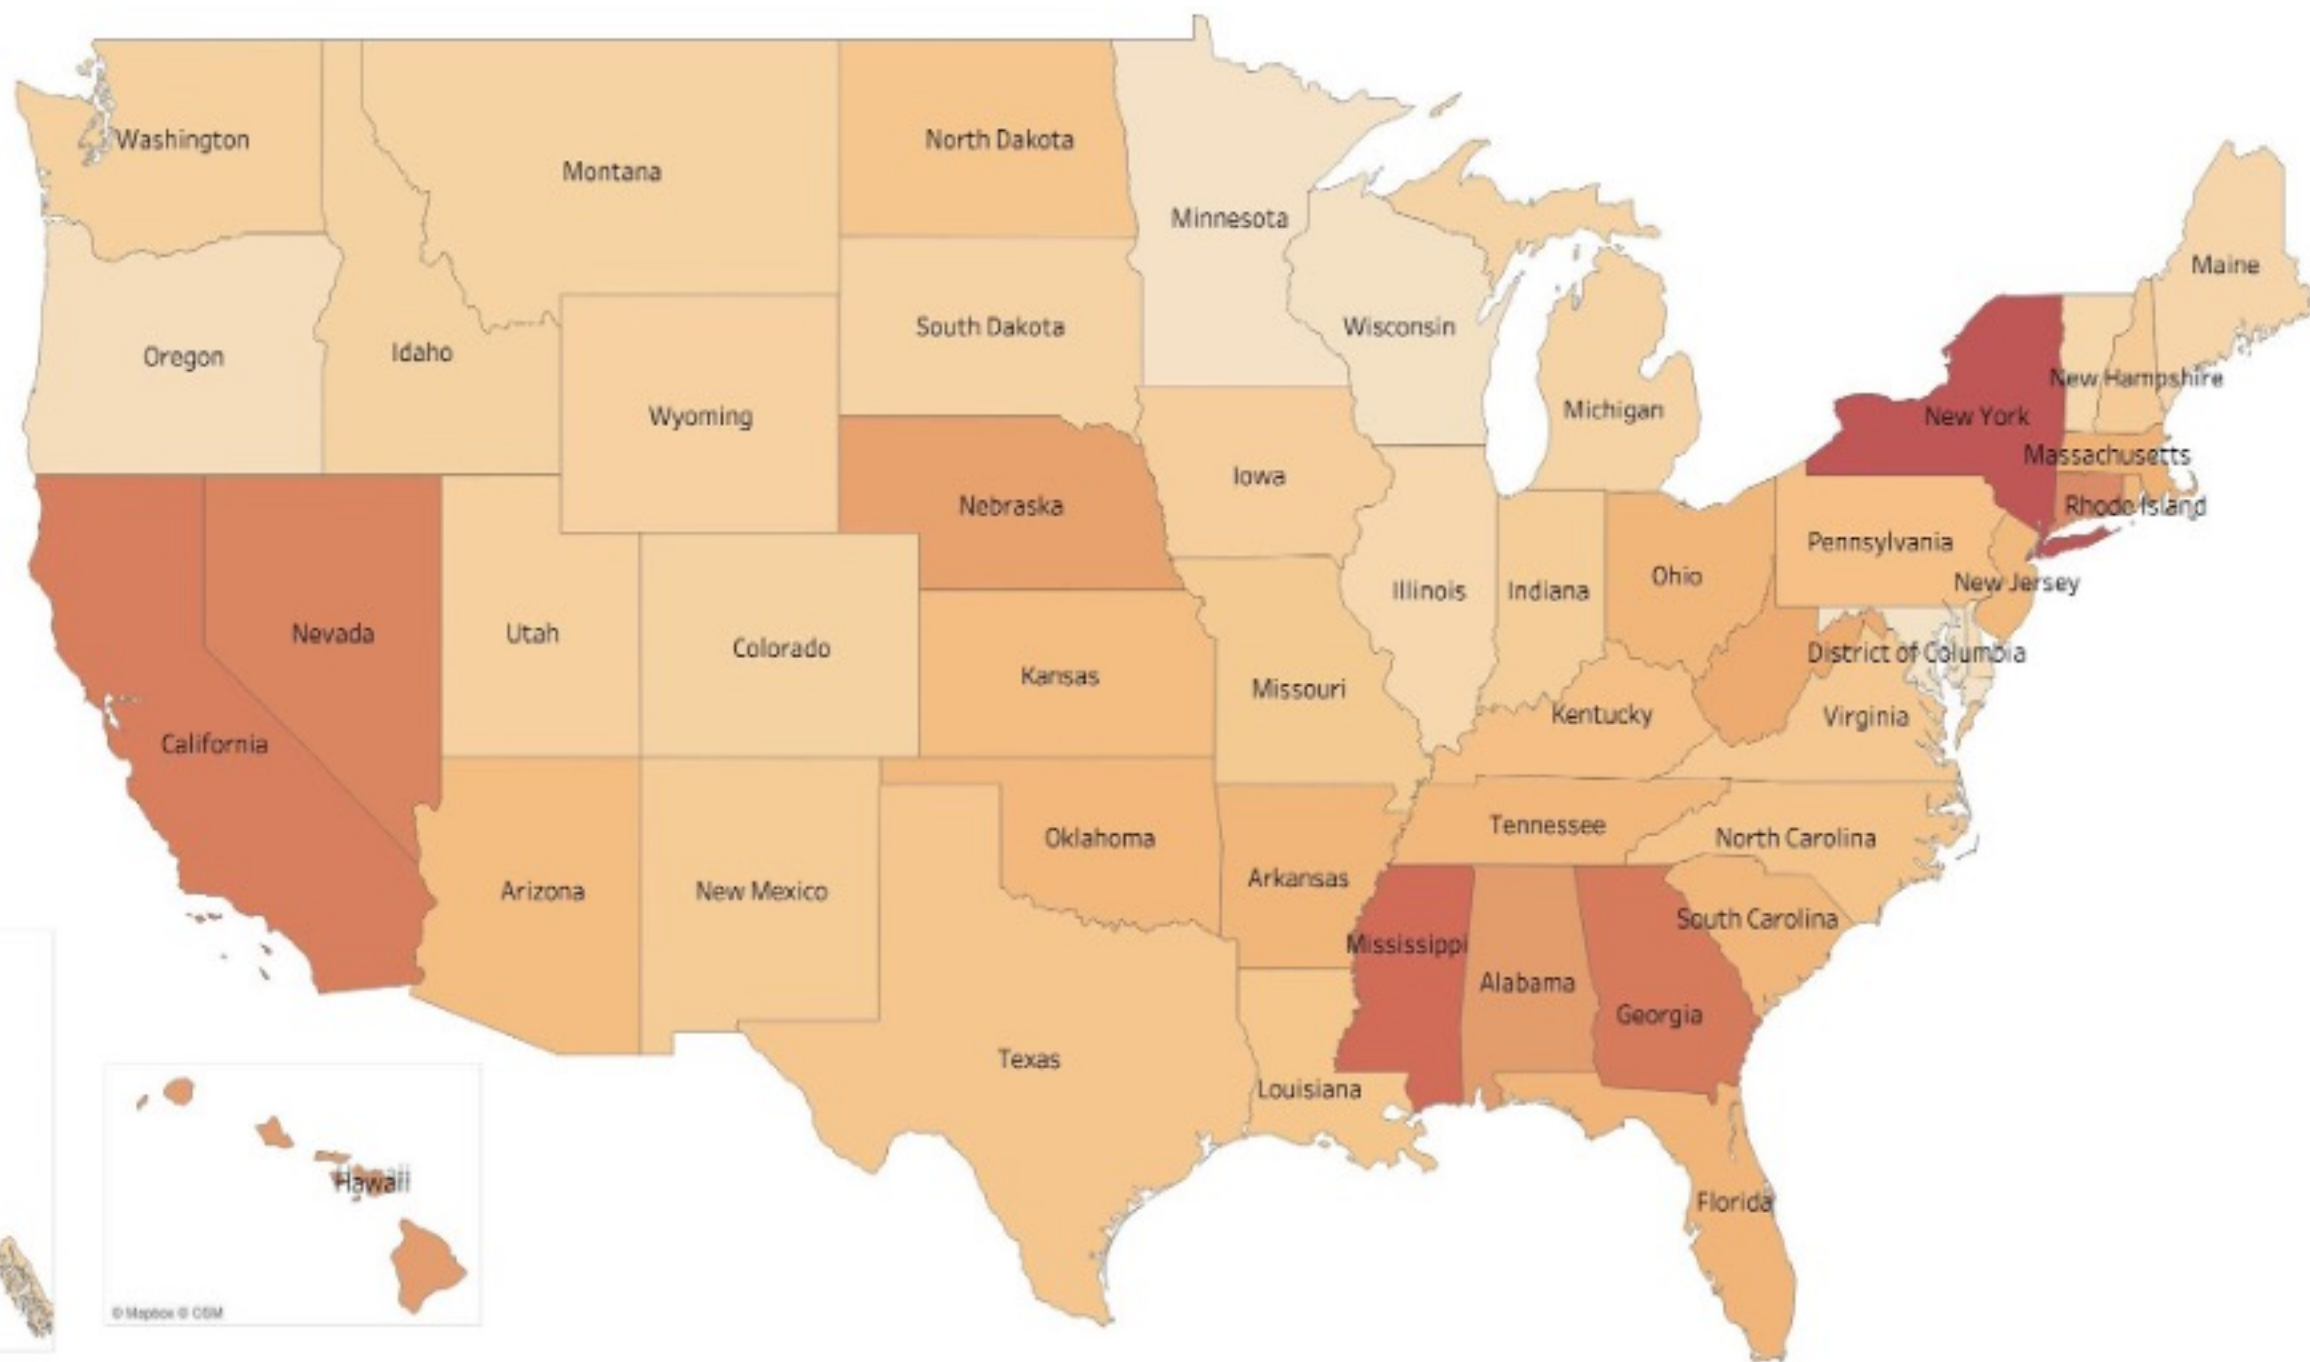 Washington
Montana
North Dakota
Minnesota
Maine
Oregon
Idaho
South Dakota
Wisconsin
Wyoming
Michigan
New Hampshire
New York
Massachusetts
Rhode Island
Iowa
Nebraska
Pennsylvania
New Jersey
Ohio
Illinois
Indiana
Nevada
Utah
Colorado
Kansas
Missouri
District of Columbia
Kentucky
Virginia
California
Tennessee
North Carolina
Oklahoma
Arkansas
Arizona
New Mexico
South Carolina
Mississippi
Alabama
Georgia
Texas
Louisiana
Hawaii
Florida
© Mapbox © OSM